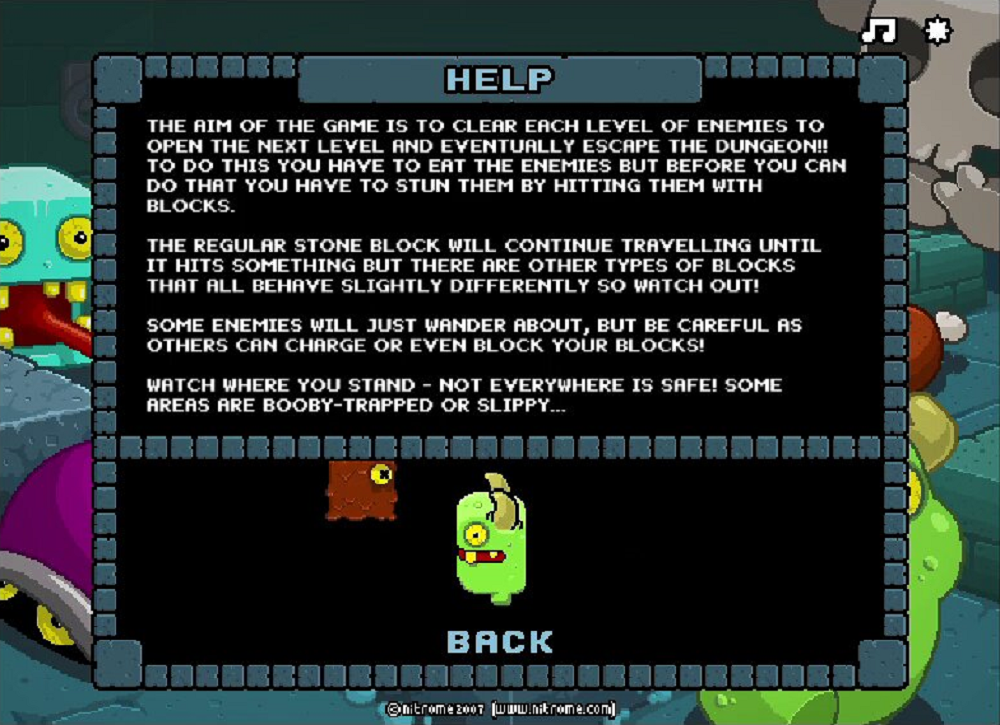 HELP
THE AIM OF THE GAME IS TO CLEAR EACH LEVEL OF ENEMIES TO
OPEN THE NEXT LEVEL AND EVENTUALLY ESCAPE THE DUNGEON!!
TO DO THIS YOU HAVE TO EAT THE ENEMIES BUT BEFORE YOU CAN
DO THAT YOU HAVE TO STUN THEM BY HITTING THEM WITH
BLOCKS.
THE REGULAR STONE BLOCK WILL CONTINUE TRAVELLING UNTIL
IT HITS SOMETHING BUT THERE ARE OTHER TYPES OF BLOCKS
THAT ALL BEHAVE SLIGHTLY DIFFERENTLY SO WATCH OUT!
SOME ENEMIES WILL JUST WANDER ABOUT, BUT BE CAREFUL AS
OTHERS CAN CHARGE OR EVEN BLOCK YOUR BLOCKS!
WATCH WHERE YOU STAND - NOT EVERYWHERE IS SAFE! SOME
AREAS ARE BOOBY-TRAPPED OR SLIPPY...
BACK
©nitrome2007 (www.nitrome.com)